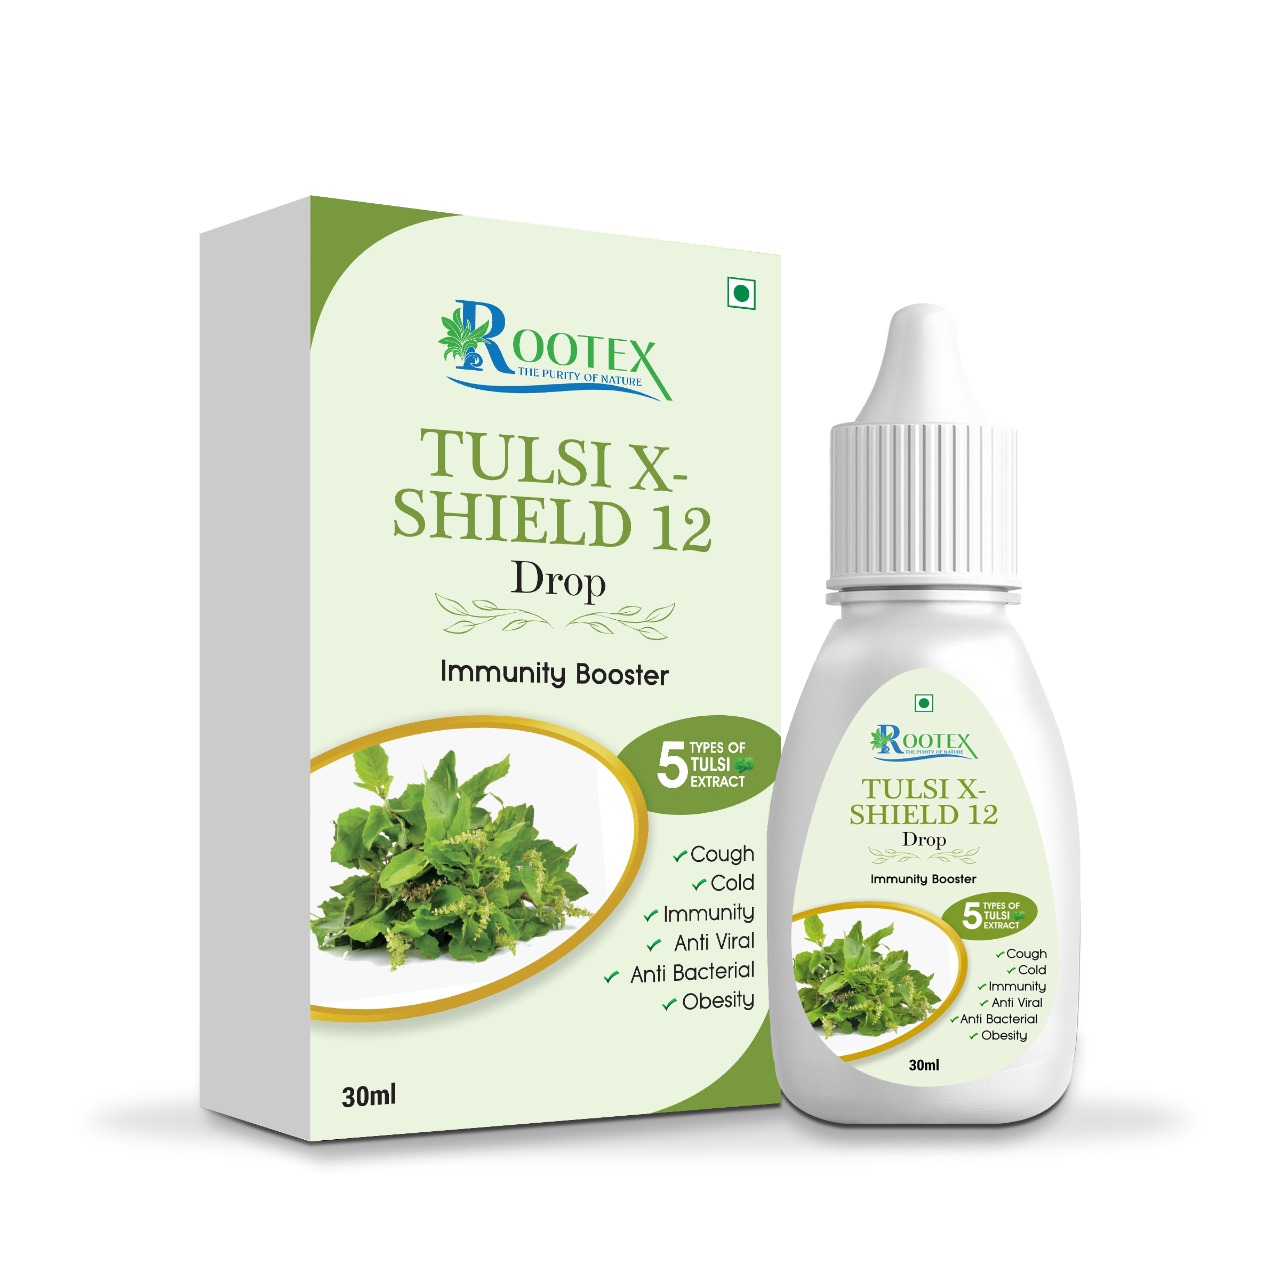 ROOTEX
THE PURITY OF NATURE
TULSI X-
SHIELD 12
Drop
Immunity Booster
5 TYPES OF
TULSI
EXTRACT
Cough
Cold
Immunity
Anti Viral
Anti Bacterial
Obesity
30ml
ROOTEX
THE PURITY OF NATURE
TULSI X-
SHIELD 12
Drop
Immunity Booster
5 TYPES OF
TULSI
EXTRACT
Cough
Cold
Immunity
Anti Viral
Anti Bacterial
Obesity
30ml